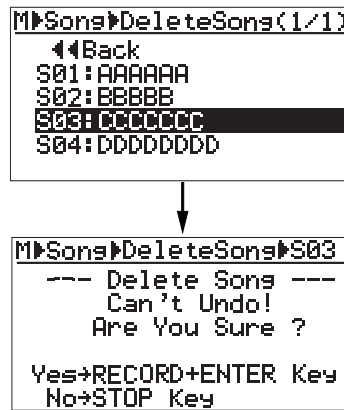 M▶Song▶DeleteSong(1/1)
◀◀Back
S01:AAAAAA
S02:BBBBB
S03:CCCCCCC
S04:DDDDDDDD
M▶Song▶DeleteSong▶S03
--- Delete Song ---
Can't Undo!
Are You Sure ?
Yes→RECORD+ENTER Key
No→STOP Key